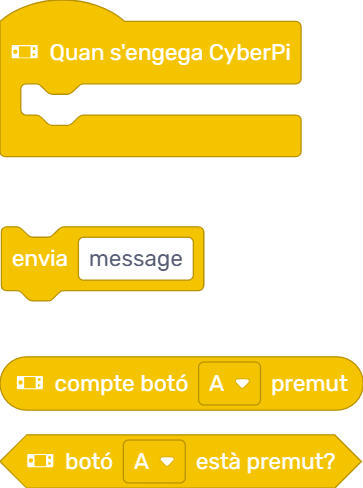 Quan s'engega CyberPi
envia message
compte botó A premut
botó A està premut?